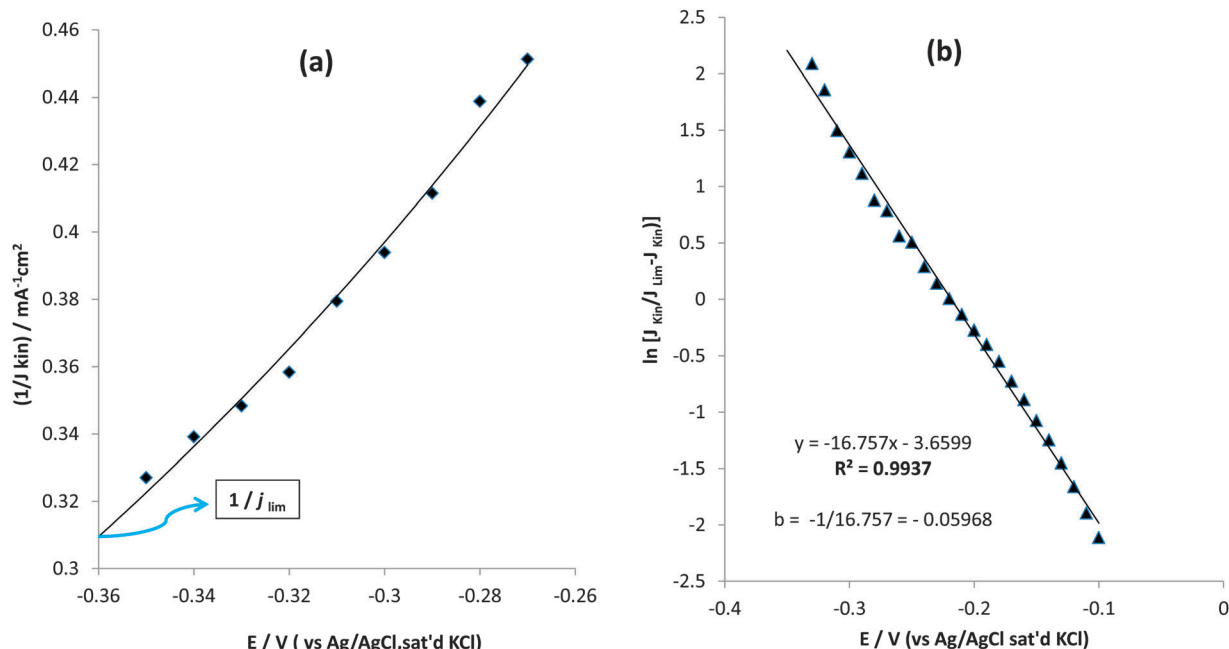 (a)
0.46
0.44
0.42
0.4
0.38
0.36
0.34
0.32
0.3
(1/J kin) / mA⁻¹cm²
1 / j lim
-0.36 -0.34 -0.32 -0.3 -0.28 -0.26
E / V ( vs Ag/AgCl,sat'd KCl)
(b)
2.5
2
1.5
1
0.5
0
-0.5
-1
-1.5
-2
-2.5
ln [J Kin/J Lim-J Kin)]
y = -16.757x - 3.6599
R² = 0.9937
b = -1/16.757 = - 0.05968
-0.4 -0.3 -0.2 -0.1 0
E / V (vs Ag/AgCl sat'd KCl)